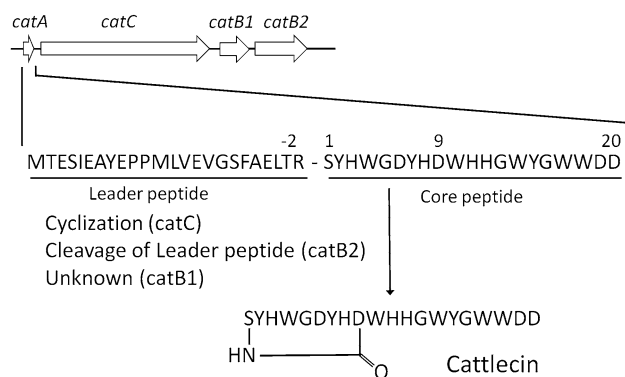 catA catC catB1 catB2
-2 1 9 20
MTESIEAYEPPMLVEVGSFAELTR - SYHWGDYHDWHHGWYGWWDD
Leader peptide Core peptide
Cyclization (catC)
Cleavage of Leader peptide (catB2)
Unknown (catB1)
SYHWGDYHDWHHGWYGWWDD
HN O
Cattlecin